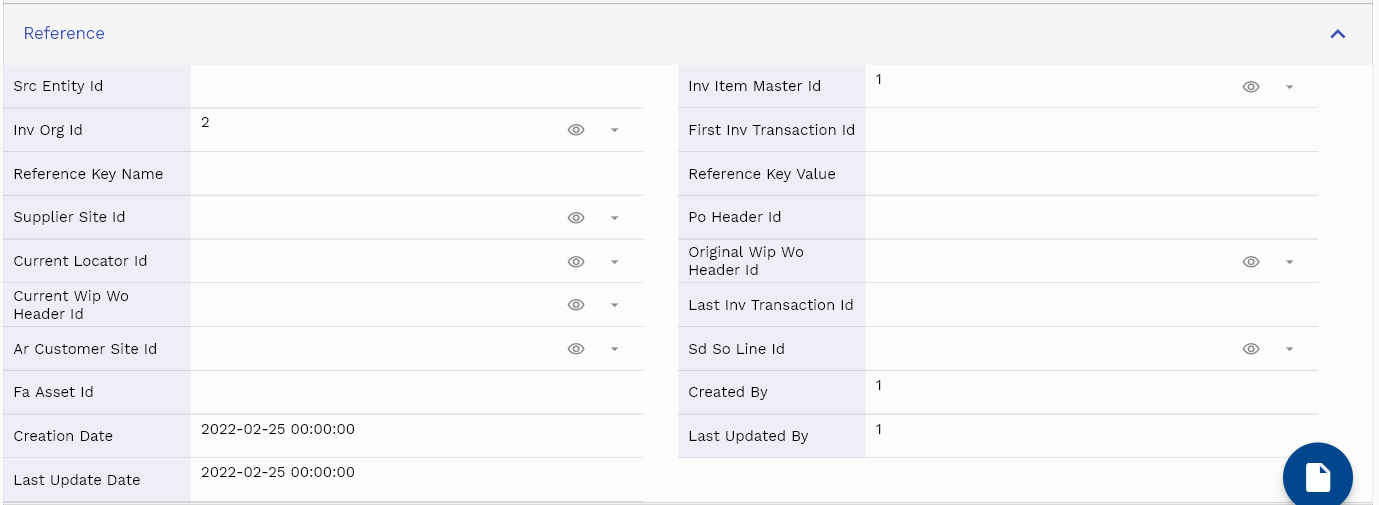 Reference
Src Entity Id
Inv Item Master Id 1
Inv Org Id 2
First Inv Transaction Id
Reference Key Name
Reference Key Value
Supplier Site Id
Po Header Id
Current Locator Id
Original Wip Wo
Header Id
Current Wip Wo
Header Id
Last Inv Transaction Id
Ar Customer Site Id
Sd So Line Id
Fa Asset Id
Created By 1
Creation Date 2022-02-25 00:00:00
Last Updated By 1
Last Update Date 2022-02-25 00:00:00